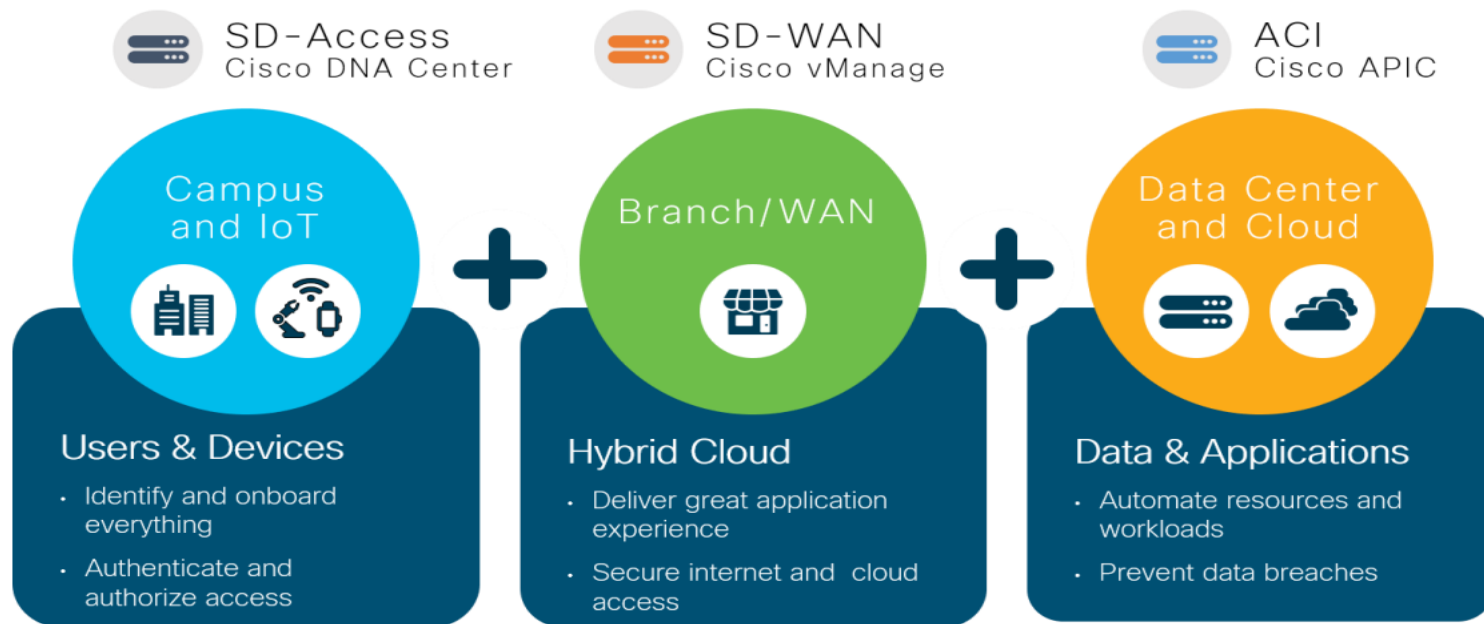 SD-Access
Cisco DNA Center
SD-WAN
Cisco vManage
ACI
Cisco APIC
Campus
and IoT
Branch/WAN
Data Center
and Cloud
Users & Devices
• Identify and onboard
everything
• Authenticate and
authorize access
Hybrid Cloud
• Deliver great application
experience
• Secure internet and cloud
access
Data & Applications
• Automate resources and
workloads
• Prevent data breaches